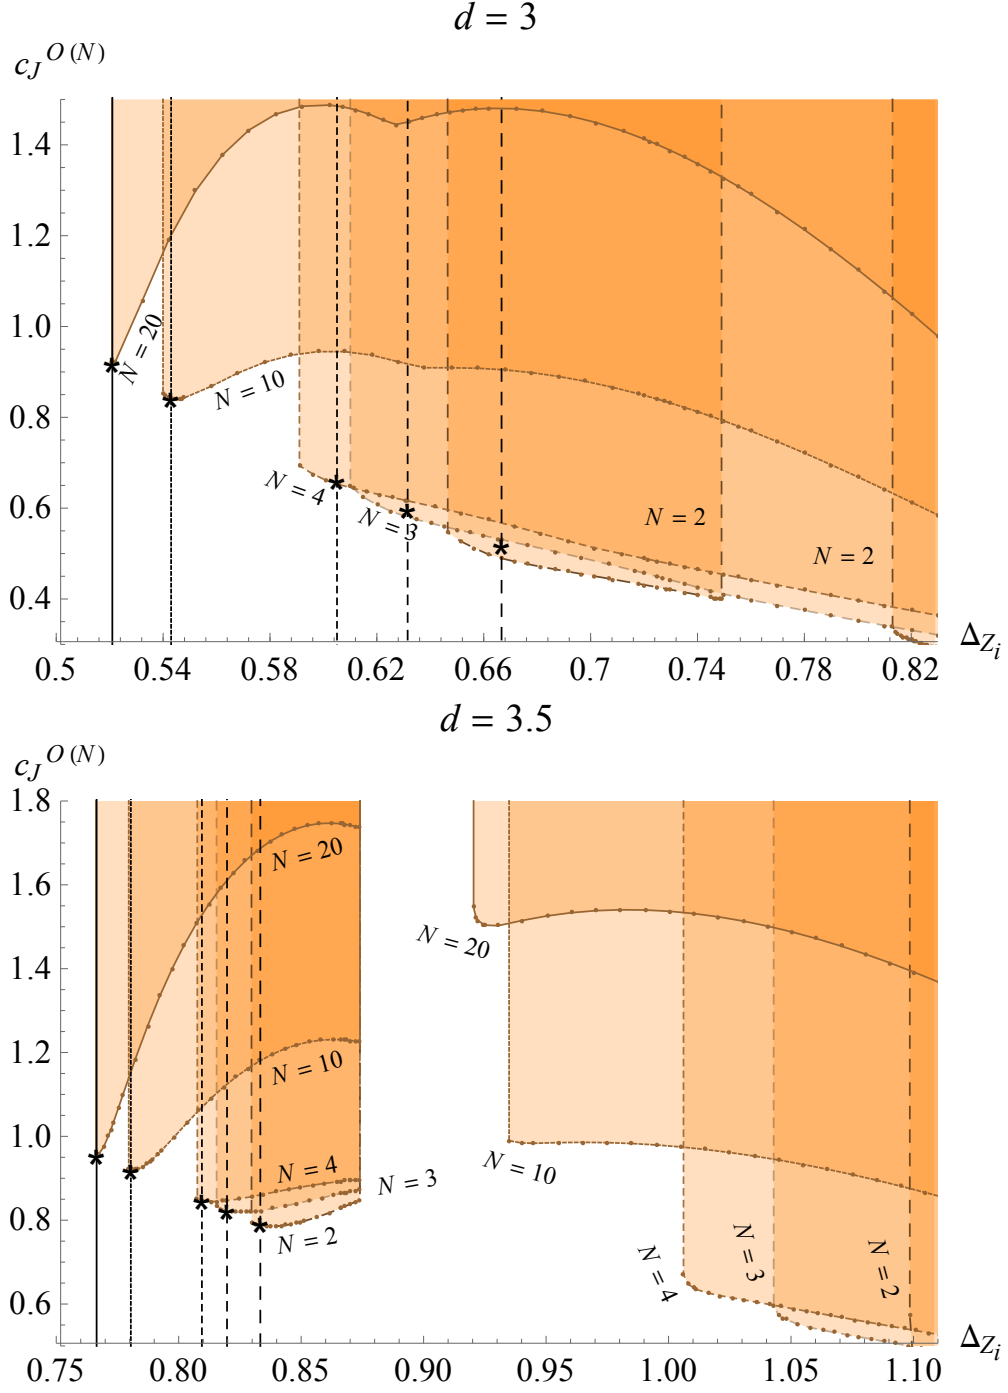 d = 3
c_J^{O(N)}
1.4
1.2
1.0
0.8
0.6
0.4
N = 20
N = 10
N = 4
N = 3
N = 2
N = 2
0.5 0.54 0.58 0.62 0.66 0.7 0.74 0.78 0.82
Δ_{Z_i}
d = 3.5
c_J^{O(N)}
1.8
1.6
1.4
1.2
1.0
0.8
0.6
N = 20
N = 10
N = 4
N = 3
N = 2
N = 20
N = 10
N = 4
N = 3
N = 2
0.75 0.80 0.85 0.90 0.95 1.00 1.05 1.10
Δ_{Z_i}